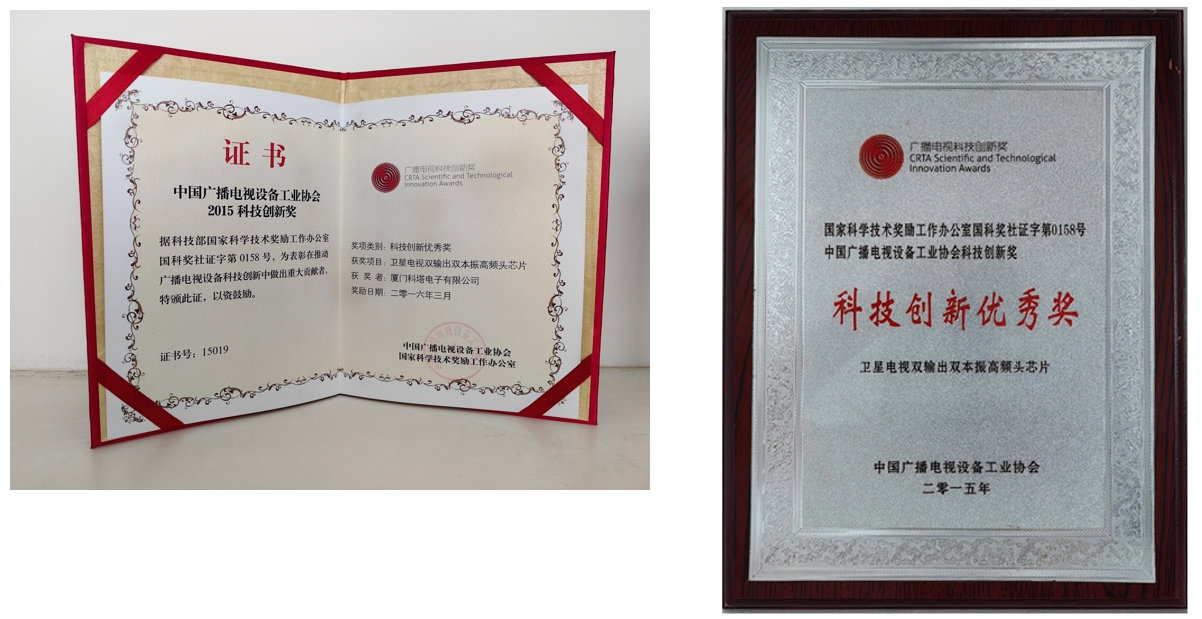 证书
中国广播电视设备工业协会
2015 科技创新奖
据科技部国家科学技术奖励工作办公室
国科奖社证字第 0158 号，为表彰在推动
广播电视设备科技创新中做出重大贡献者，
特颁此证，以资鼓励。
证书号：15019
广播电视科技创新奖
CRTA Scientific and Technological
Innovation Awards
奖项类别：科技创新优秀奖
获奖项目：卫星电视双输出双本振高频头芯片
获 奖 者：厦门科塔电子有限公司
奖励日期：二零一六年三月
中国广播电视设备工业协会
国家科学技术奖励工作办公室
广播电视科技创新奖
CRTA Scientific and Technological
Innovation Awards
国家科学技术奖励工作办公室国科奖社证字第0158号
中国广播电视设备工业协会科技创新奖
科技创新优秀奖
卫星电视双输出双本振高频头芯片
中国广播电视设备工业协会
二零一五年